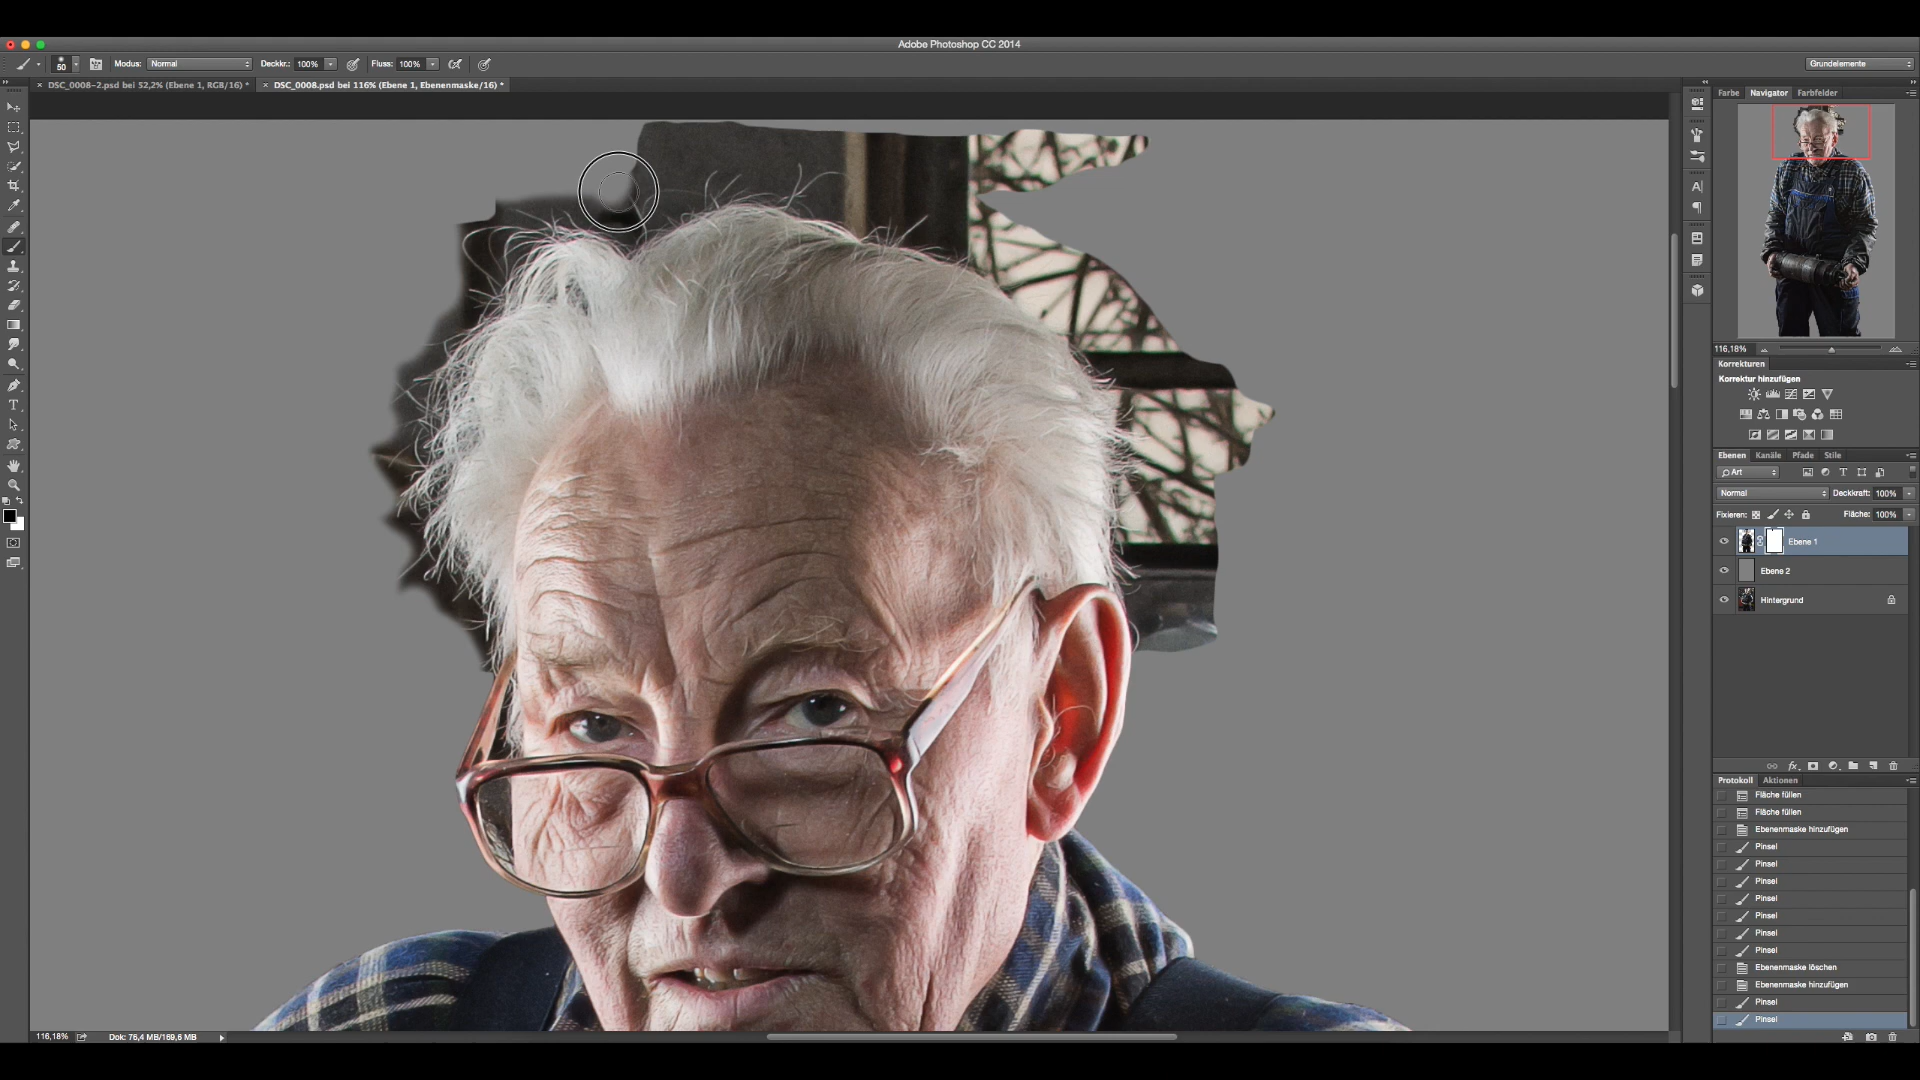 Adobe Photoshop CC 2014
50 Modus: Normal Deckkr.: 100% Fluss: 100% Grundelemente
× DSC_0008-2.psd bei 52,2% (Ebene 1, RGB/16) * × DSC_0008.psd bei 116% (Ebene 1, Ebenenmaske/16) *
Farbe Navigator Farbfelder
116,18%
Korrekturen
Korrektur hinzufügen
Ebenen Kanäle Pfade Stile
Art
Normal Deckkraft: 100%
Fixieren: Fläche: 100%
Ebene 1
Ebene 2
Hintergrund
fx
Protokoll Aktionen
Fläche füllen
Fläche füllen
Ebenenmaske hinzufügen
Pinsel
Pinsel
Pinsel
Pinsel
Pinsel
Pinsel
Pinsel
Ebenenmaske löschen
Ebenenmaske hinzufügen
Pinsel
Pinsel
116,18% Dok: 76,4 MB/169,6 MB